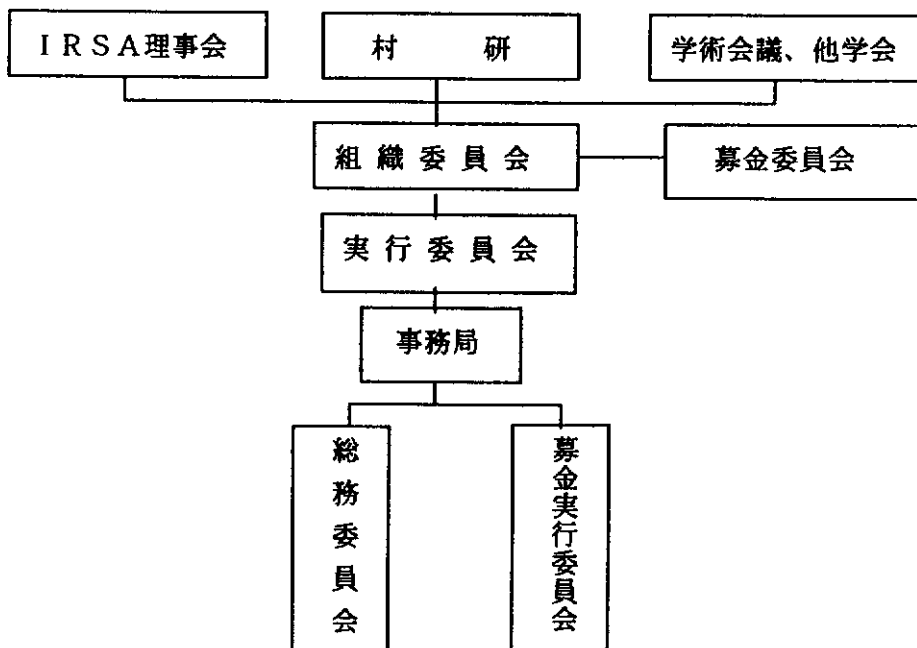 IRSA理事会
村 研
学術会議、他学会
組織委員会
募金委員会
実行委員会
事務局
総務委員会
募金実行委員会